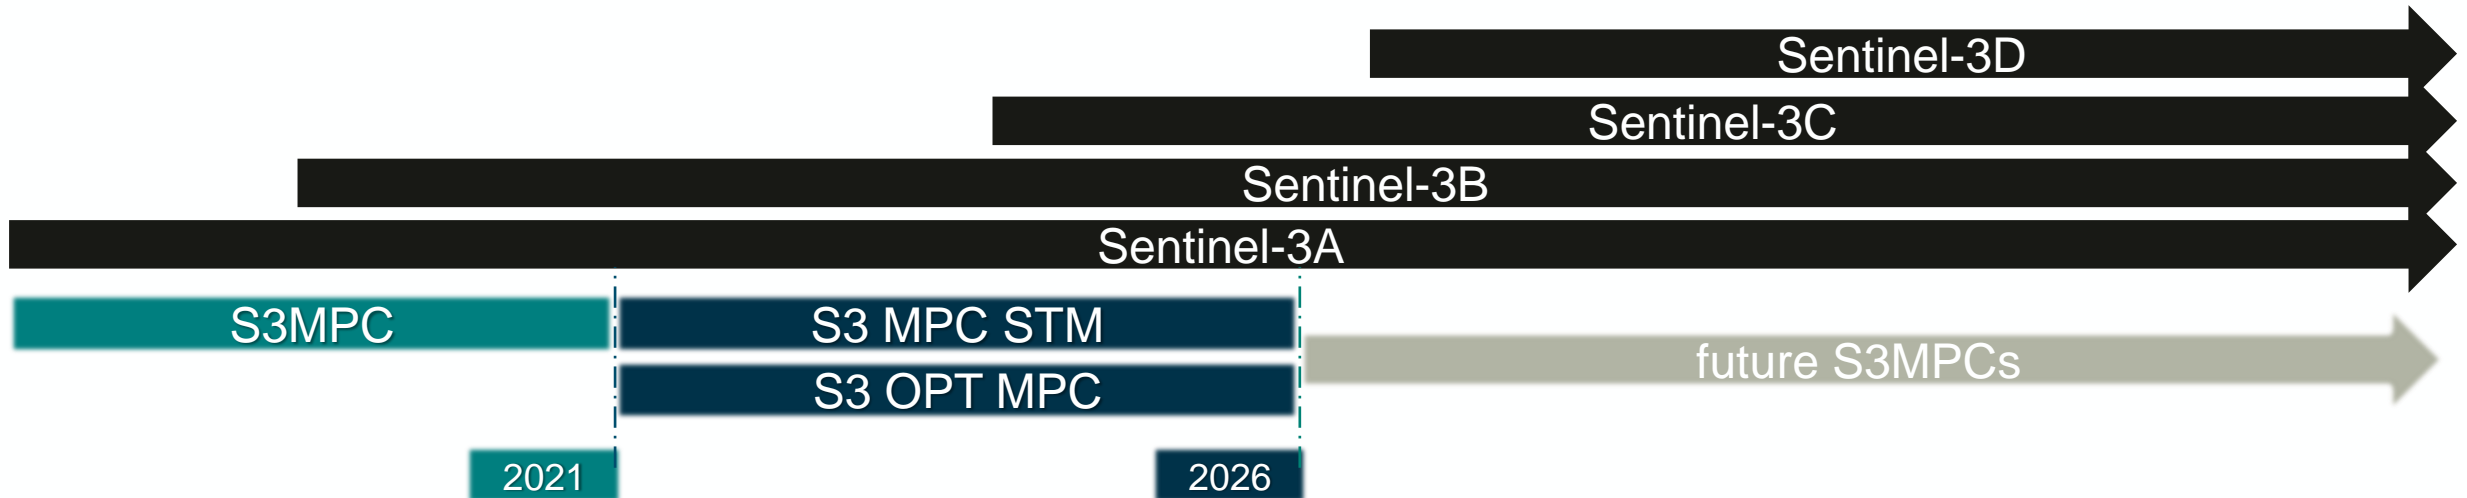 Sentinel-3D
Sentinel-3C
Sentinel-3B
Sentinel-3A
S3MPC
S3 MPC STM
future S3MPCs
S3 OPT MPC
2021
2026